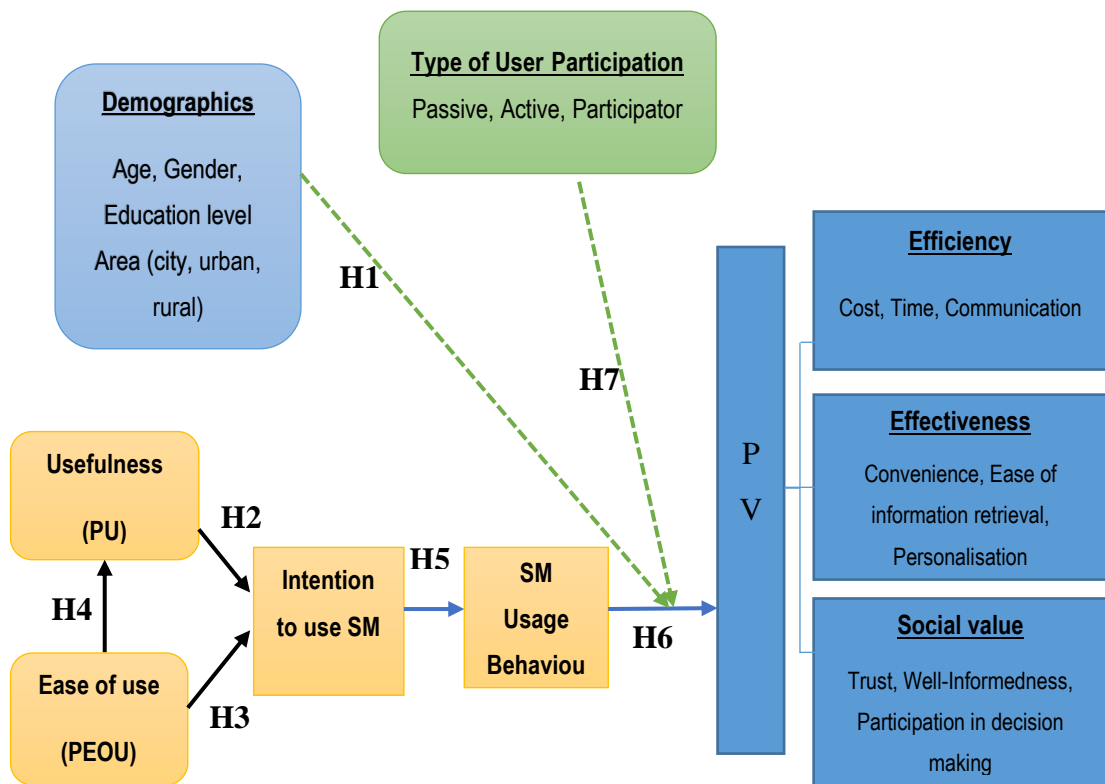 Type of User Participation
Passive, Active, Participator
Demographics
Age, Gender,
Education level
Area (city, urban,
rural)
H1
H7
Efficiency
Cost, Time, Communication
Effectiveness
Convenience, Ease of
information retrieval,
Personalisation
Social value
Trust, Well-Informedness,
Participation in decision
making
P
V
Usefulness
(PU)
H2
H4
Ease of use
(PEOU)
H3
Intention
to use SM
H5
SM
Usage
Behaviou
H6